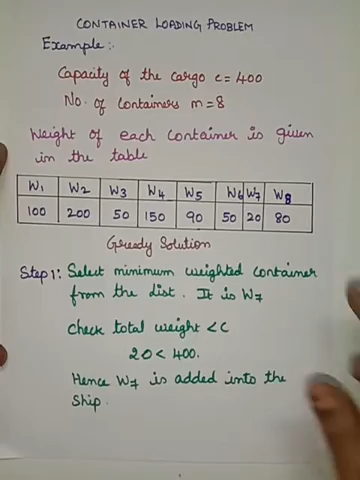 CONTAINER LOADING PROBLEM
Example:-
Capacity of the cargo c = 400
No. of containers m = 8
Weight of each container is given
in the table
W1 W2 W3 W4 W5 W6 W7 W8
100 200 50 150 90 50 20 80
Greedy Solution
Step 1: Select minimum weighted container
from the list. It is W7
Check total weight < C
20 < 400.
Hence W7 is added into the
Ship.